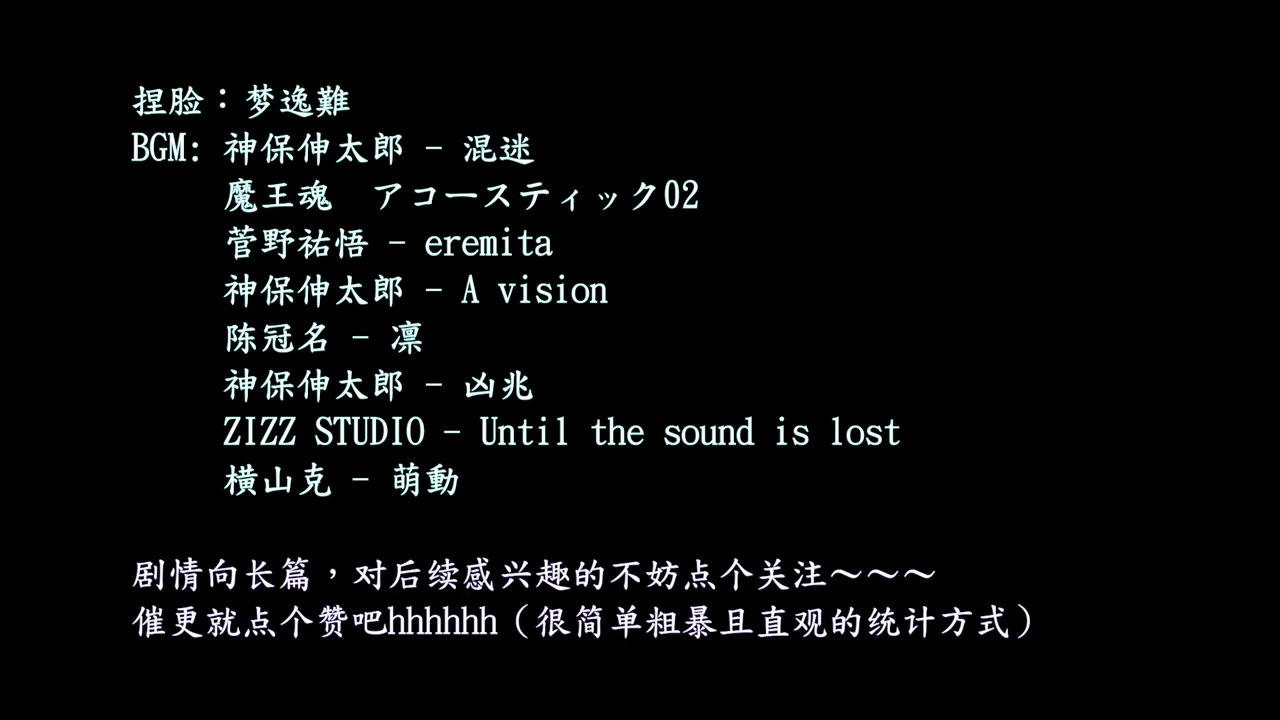 捏脸：梦逸難
BGM: 神保伸太郎 - 混迷
魔王魂　アコースティック02
菅野祐悟 - eremita
神保伸太郎 - A vision
陈冠名 - 凛
神保伸太郎 - 凶兆
ZIZZ STUDIO - Until the sound is lost
横山克 - 萌動
剧情向长篇，对后续感兴趣的不妨点个关注～～～
催更就点个赞吧hhhhhh（很简单粗暴且直观的统计方式）